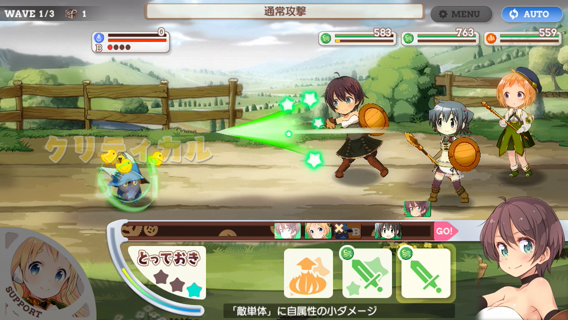 WAVE 1/3
1
通常攻撃
MENU
AUTO
0
583
763
559
B
クリティカル
GO!
とっておき
「敵単体」に自属性の小ダメージ
SUPPORT